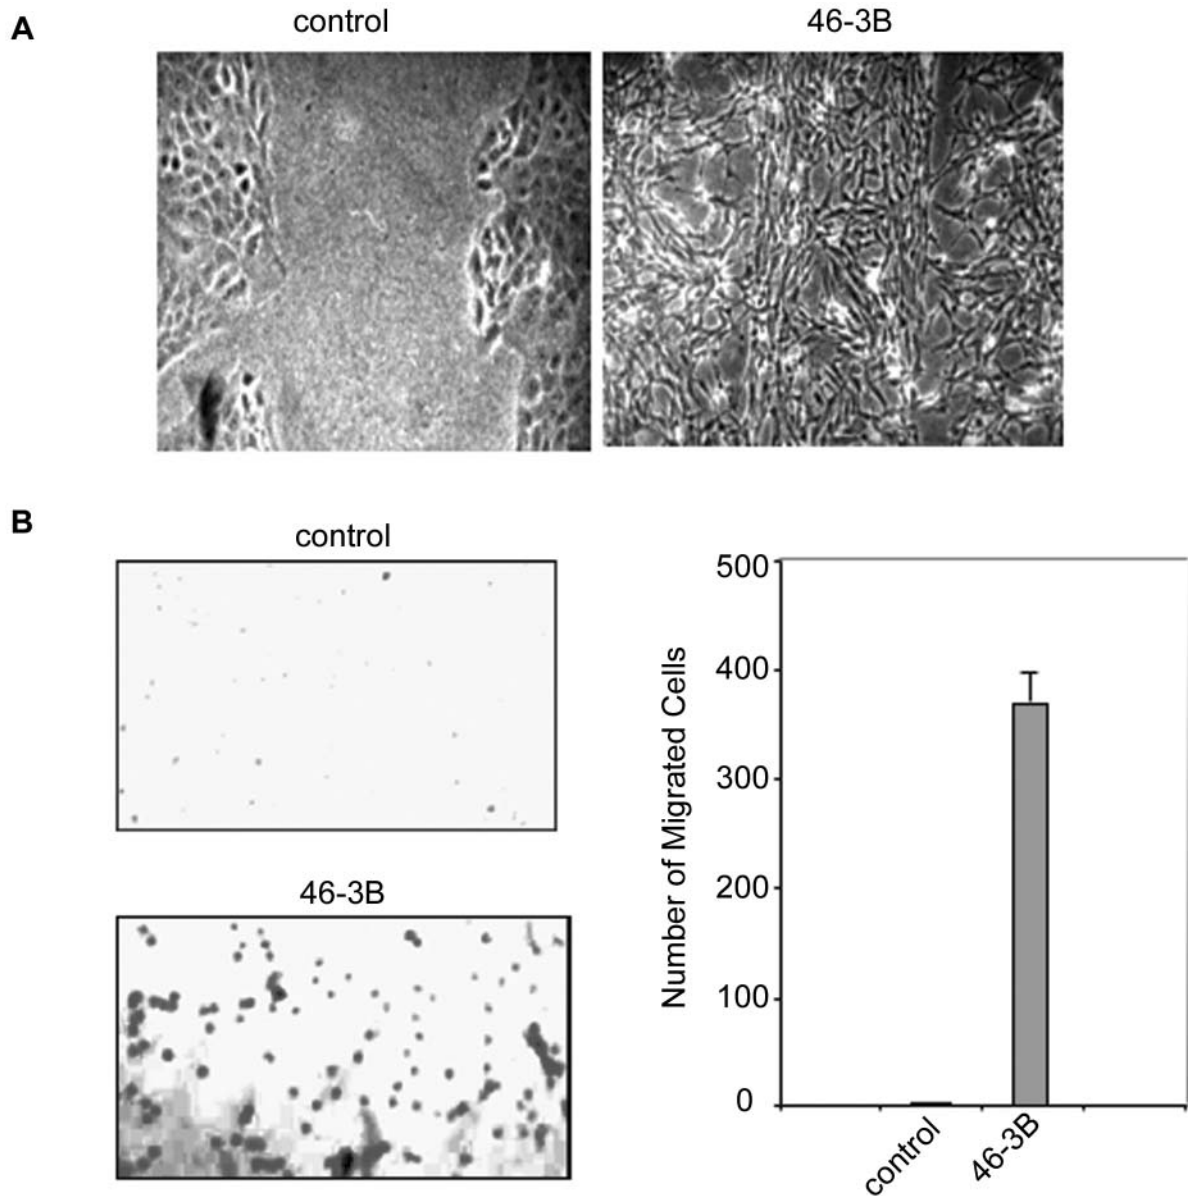 A
control
46-3B
B
control
46-3B
Number of Migrated Cells
500
400
300
200
100
0
control
46-3B